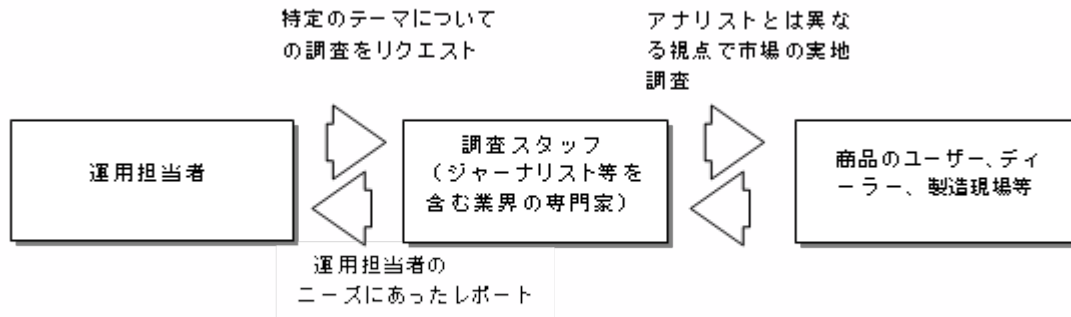 特定のテーマについて
の調査をリクエスト
アナリストとは異な
る視点で市場の実地
調査
運用担当者
調査スタッフ
（ジャーナリスト等を
含む業界の専門家）
商品のユーザー、ディ
ーラー、製造現場等
運用担当者の
ニーズにあったレポート